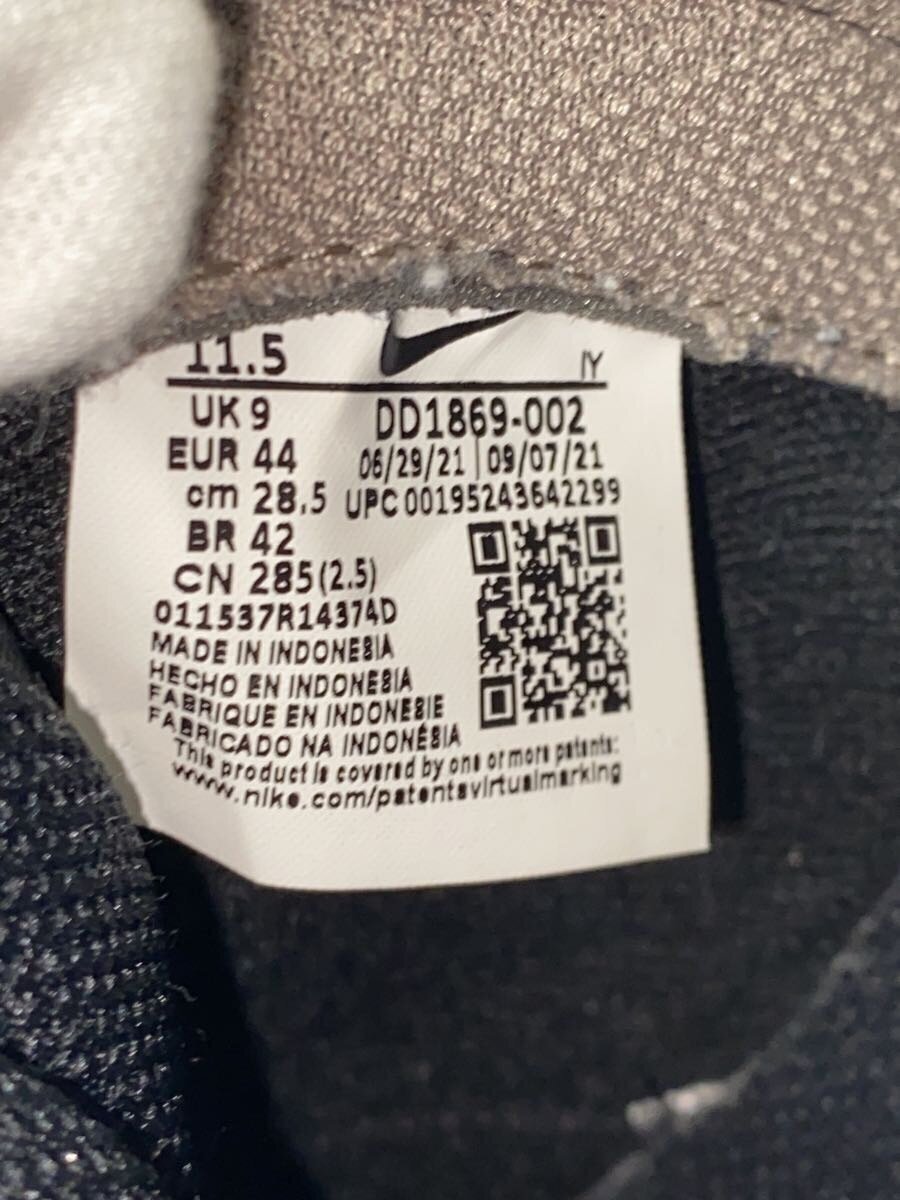 11.5
IY
UK 9
DD1869-002
EUR 44
06/29/21 | 09/07/21
cm 28.5
UPC 00195243642299
BR 42
CN 285(2.5)
011537R14374D
MADE IN INDONESIA
HECHO EN INDONESIA
FABRIQUE EN INDONESIE
FABRICADO NA INDONÉSIA
This product is covered by one or more patents:
www.nike.com/patentsvirtualmarking